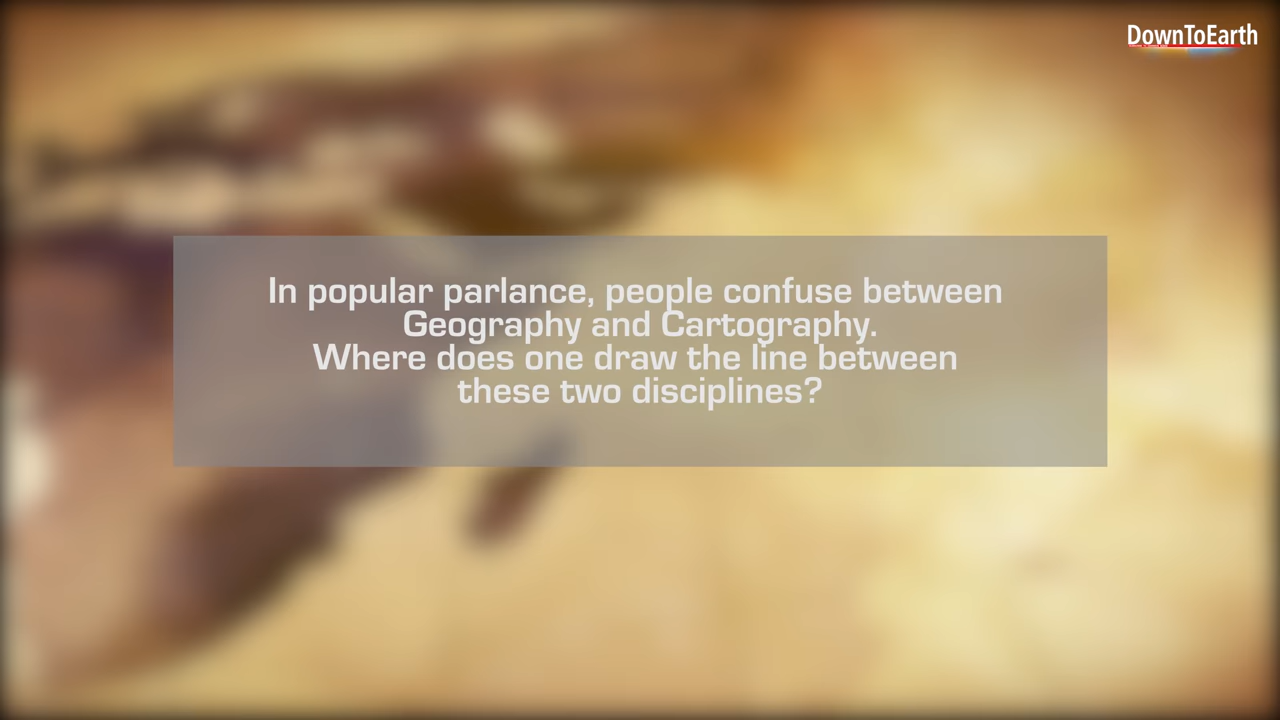 DownToEarth
In popular parlance, people confuse between
Geography and Cartography.
Where does one draw the line between
these two disciplines?